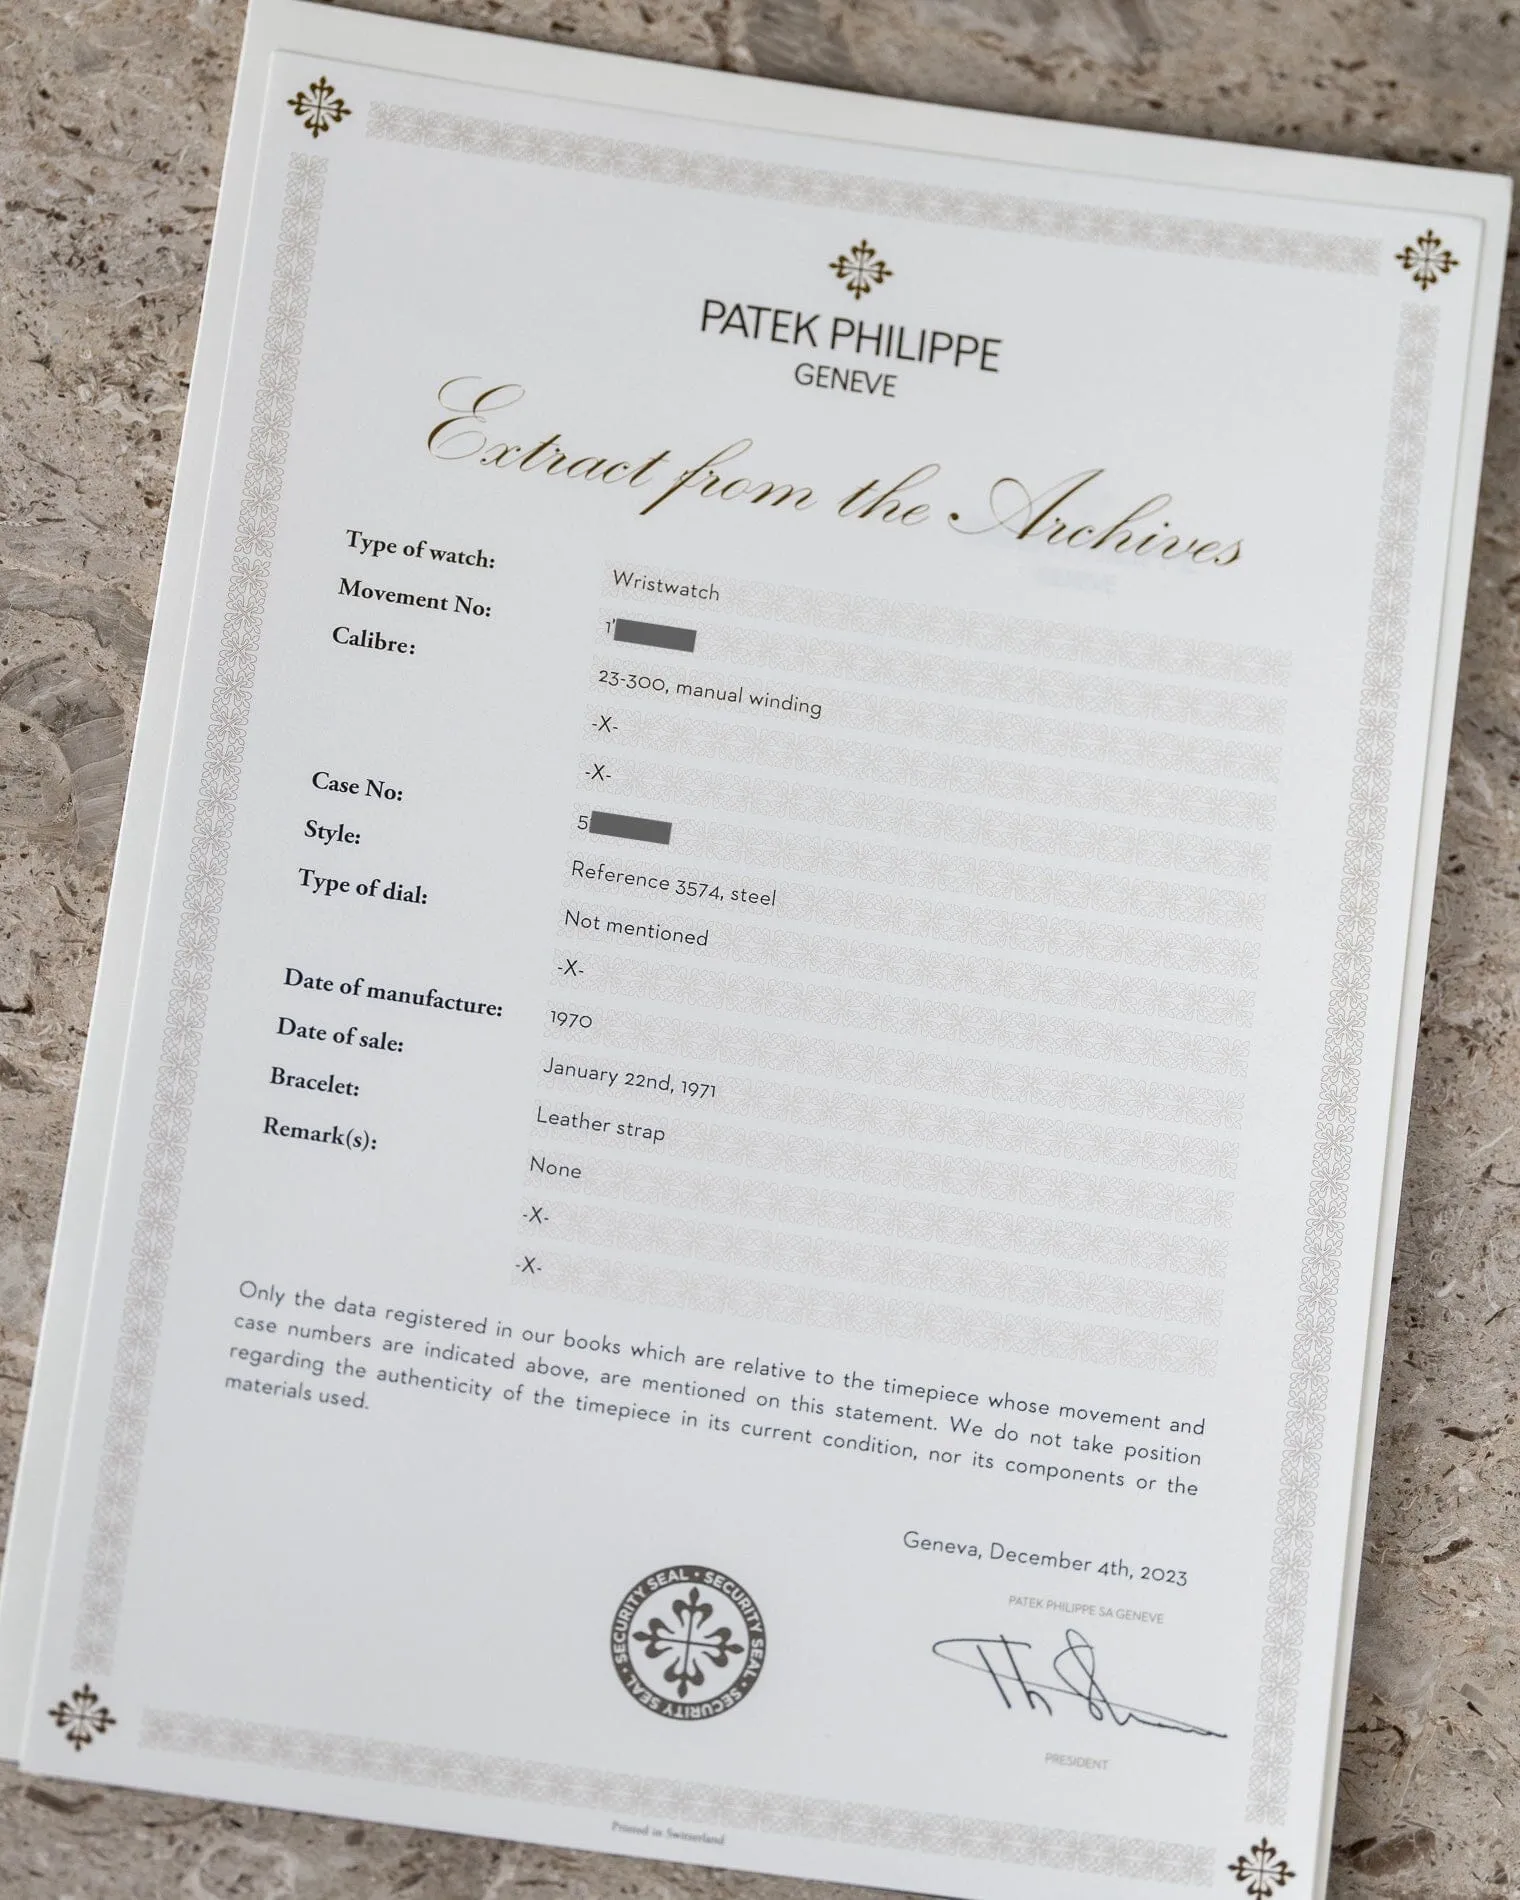 PATEK PHILIPPE
GENEVE
Extract from the Archives
Type of watch: Wristwatch
Movement No: 1'
Calibre: 23-300, manual winding
-X-
-X-
Case No: 5
Style: Reference 3574, steel
Type of dial: Not mentioned
-X-
Date of manufacture: 1970
Date of sale: January 22nd, 1971
Bracelet: Leather strap
Remark(s): None
-X-
-X-
Only the data registered in our books which are relative to the timepiece whose movement and
case numbers are indicated above, are mentioned on this statement. We do not take position
regarding the authenticity of the timepiece in its current condition, nor its components or the
materials used.
Geneva, December 4th, 2023
PATEK PHILIPPE SA GENEVE
PRESIDENT
SECURITY SEAL · SECURITY SEAL · SECURITY SEAL ·
Printed in Switzerland